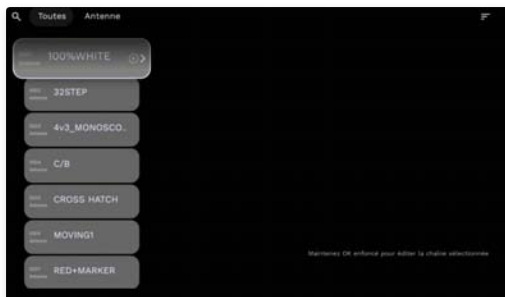 Toutes Antenne
100%WHITE
32STEP
4v3_MONOSCO..
C/B
CROSS HATCH
MOVING1
RED+MARKER
Maintenez OK enfoncé pour éditer la chaîne sélectionnée